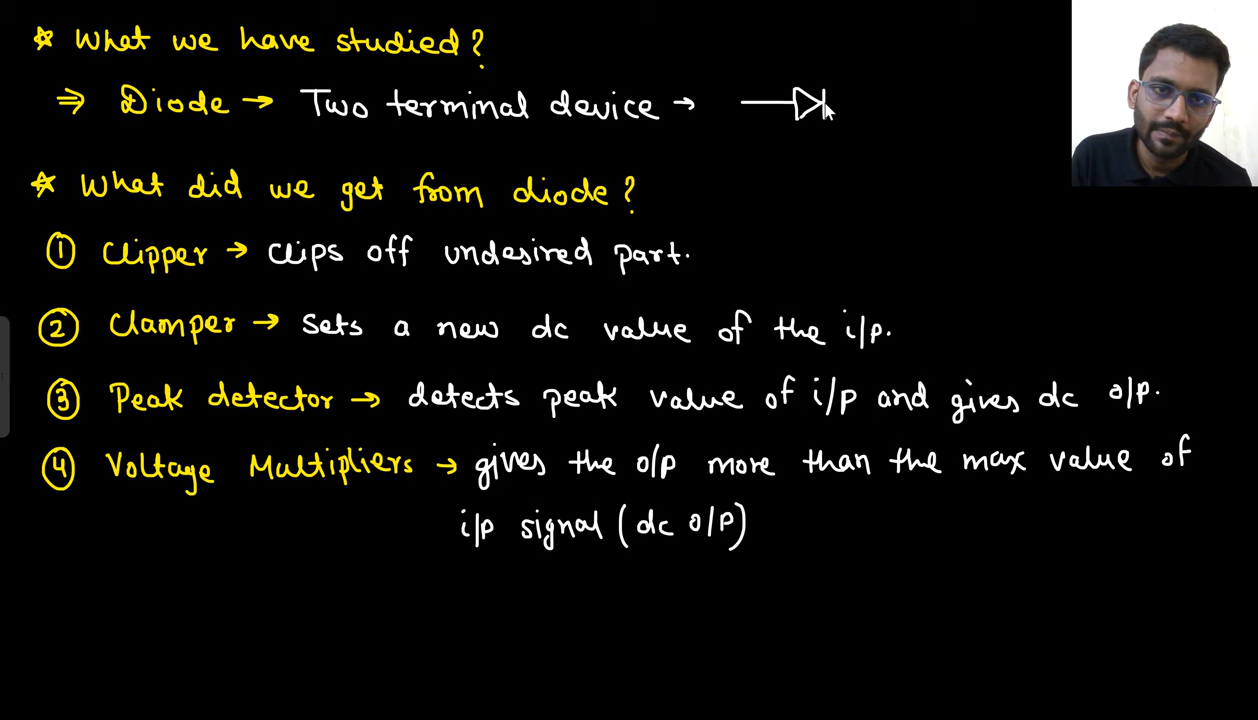 ☆ What we have studied?
⇒ Diode → Two terminal device →
☆ What did we get from diode?
① Clipper → Clips off undesired part.
② Clamper → Sets a new dc value of the i/p.
③ Peak detector → detects peak value of i/p and gives dc o/p.
④ Voltage Multipliers → gives the o/p more than the max value of
i/p signal (dc o/p)